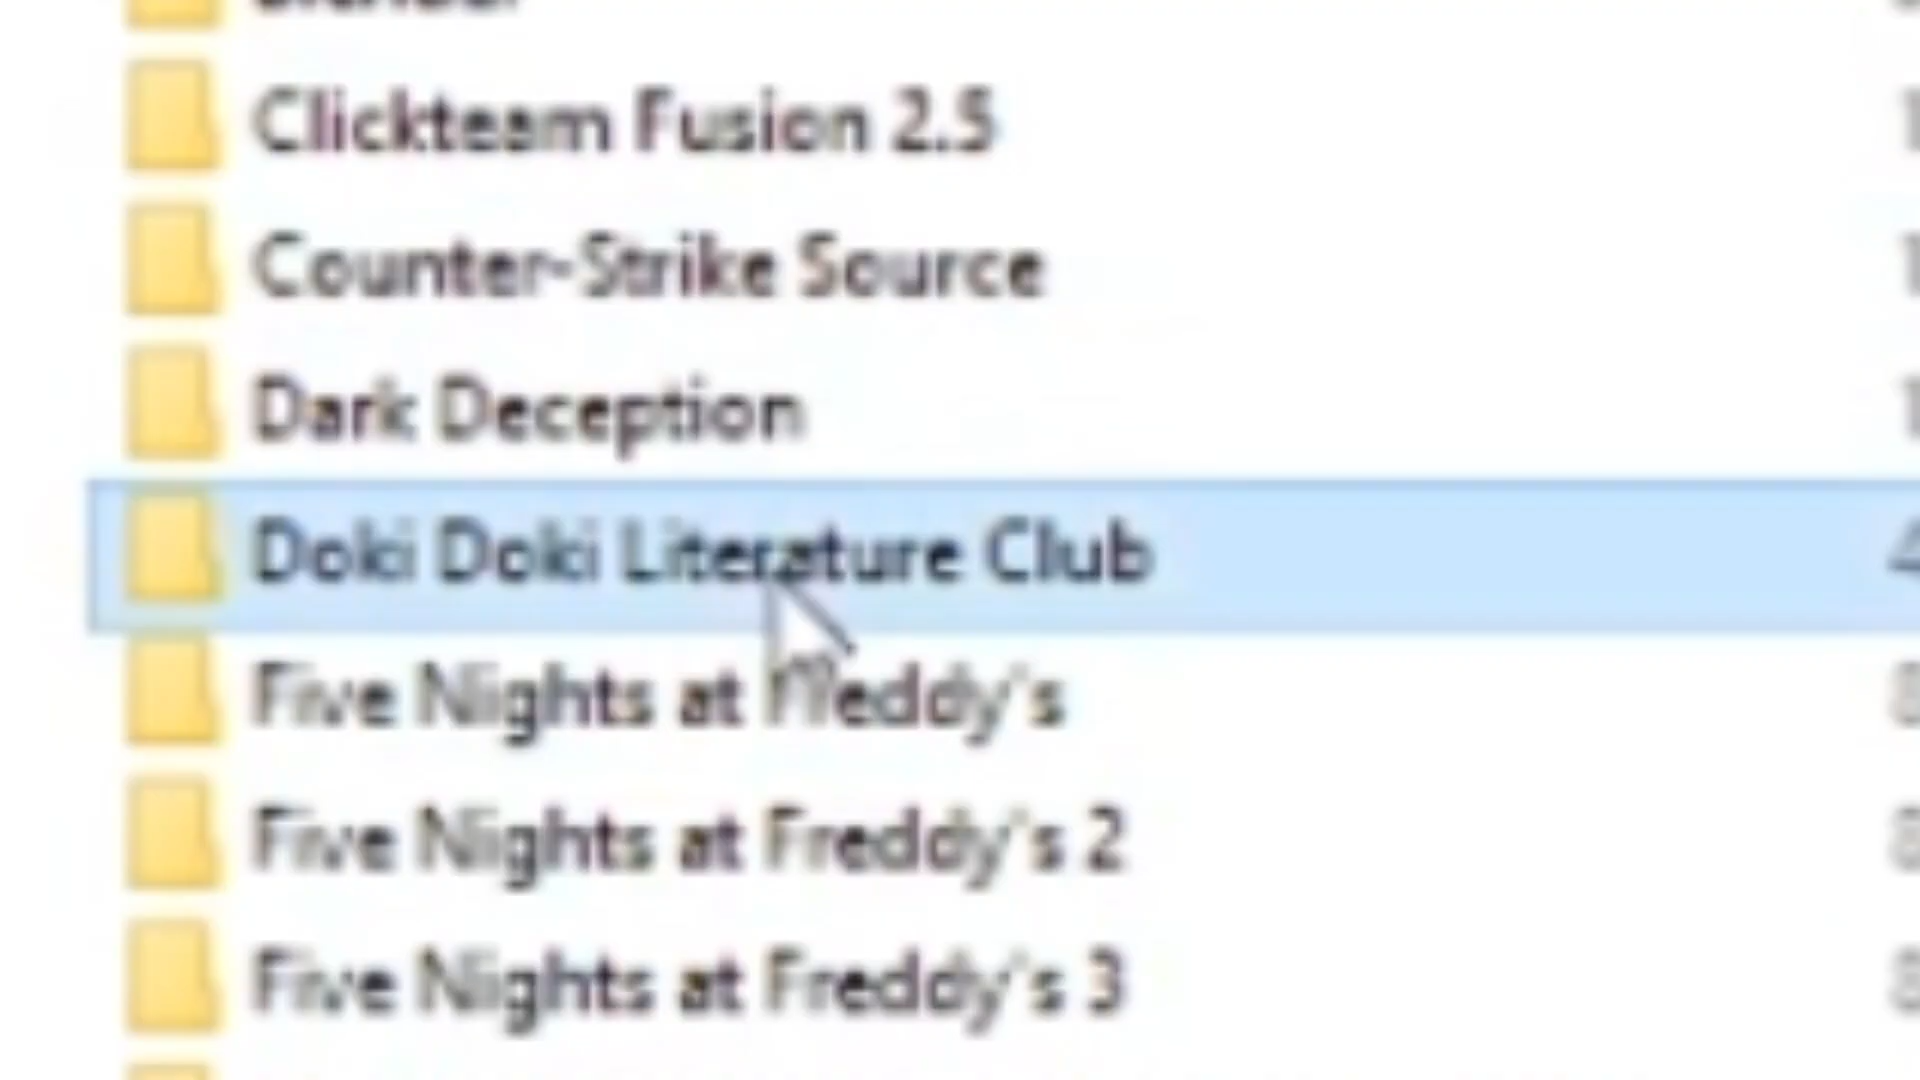 Clickteam Fusion 2.5
Counter-Strike Source
Dark Deception
Doki Doki Literature Club
Five Nights at Freddy's
Five Nights at Freddy's 2
Five Nights at Freddy's 3